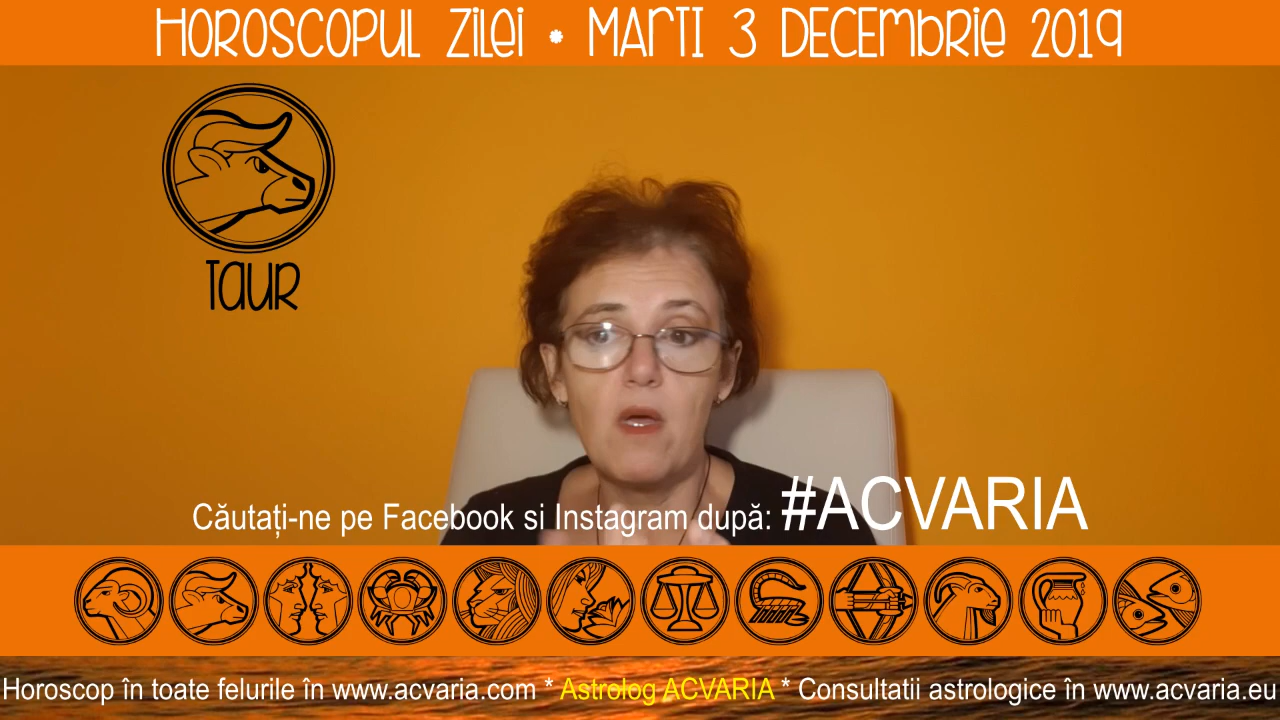 HOROSCOPUL ZILEI • MARTI 3 DECEMBRIE 2019
TAUR
Căutați-ne pe Facebook si Instagram după: #ACVARIA
Horoscop în toate felurile în www.acvaria.com * Astrolog ACVARIA * Consultatii astrologice în www.acvaria.eu